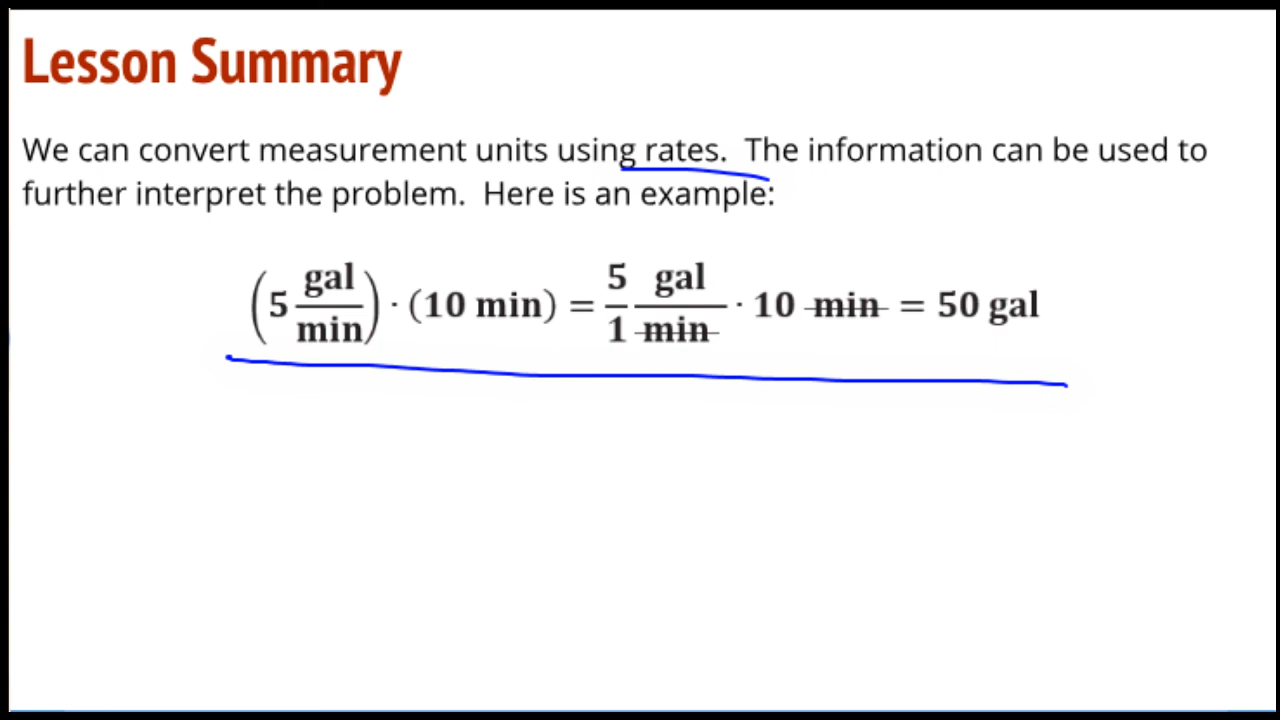 Lesson Summary
We can convert measurement units using rates. The information can be used to
further interpret the problem. Here is an example:
(5 gal/min) · (10 min) = 5/1 gal/min · 10 min = 50 gal